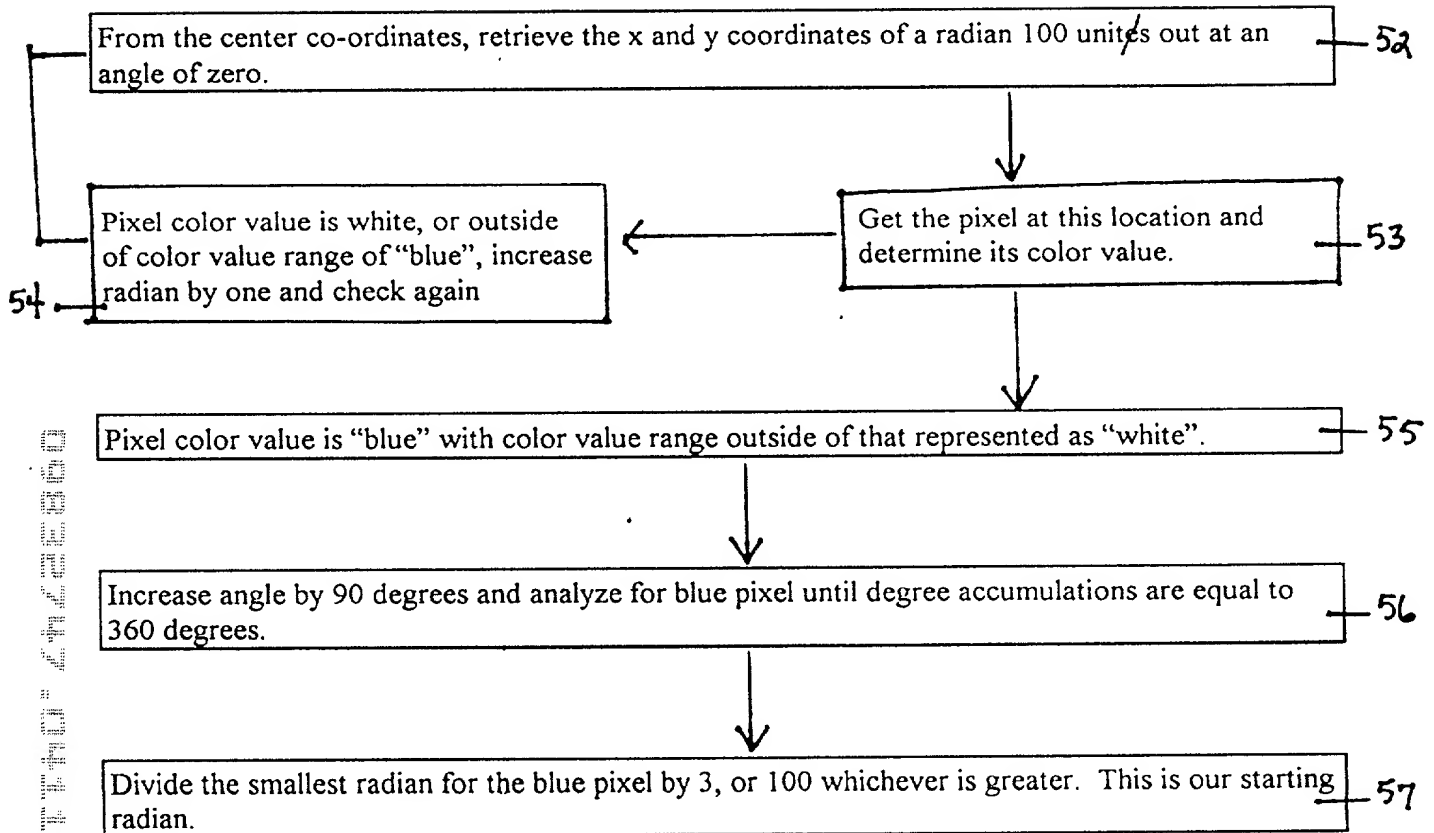 From the center co-ordinates, retrieve the x and y coordinates of a radian 100 units out at an
angle of zero.
52
Pixel color value is white, or outside
of color value range of “blue”, increase
radian by one and check again
54
Get the pixel at this location and
determine its color value.
53
Pixel color value is “blue” with color value range outside of that represented as “white”.
55
Increase angle by 90 degrees and analyze for blue pixel until degree accumulations are equal to
360 degrees.
56
Divide the smallest radian for the blue pixel by 3, or 100 whichever is greater. This is our starting
radian.
57